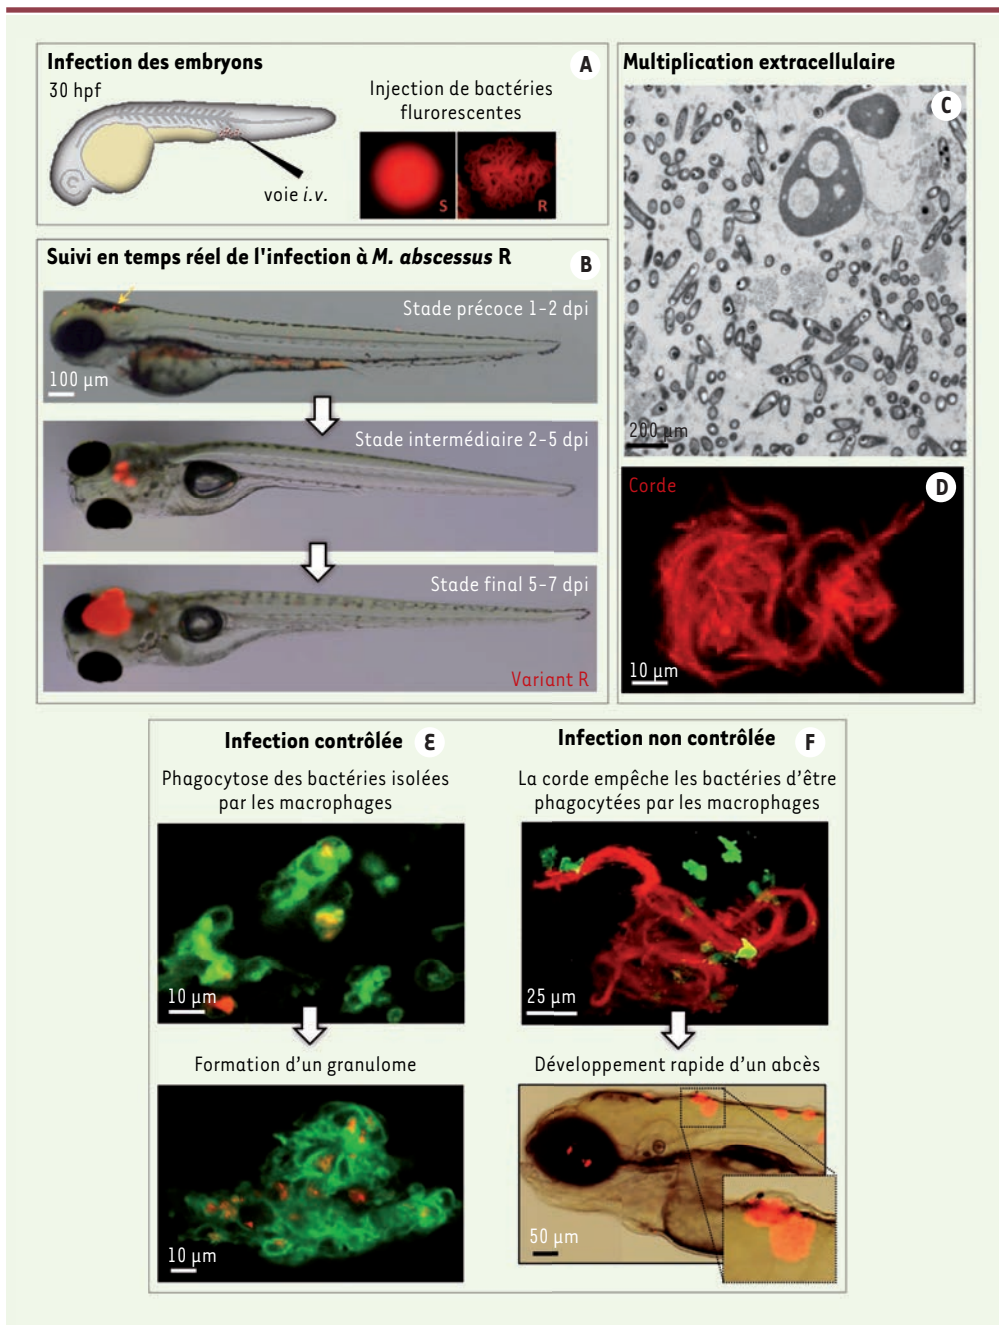 Infection des embryons
A
30 hpf
Injection de bactéries
flurorescentes
voie i.v.
S
R
Suivi en temps réel de l'infection à M. abscessus R
B
Stade précoce 1-2 dpi
100 µm
Stade intermédiaire 2-5 dpi
Stade final 5-7 dpi
Variant R
Multiplication extracellulaire
C
200 µm
Corde
D
10 µm
Infection contrôlée
E
Phagocytose des bactéries isolées
par les macrophages
10 µm
Formation d'un granulome
10 µm
Infection non contrôlée
F
La corde empêche les bactéries d'être
phagocytées par les macrophages
25 µm
Développement rapide d'un abcès
50 µm